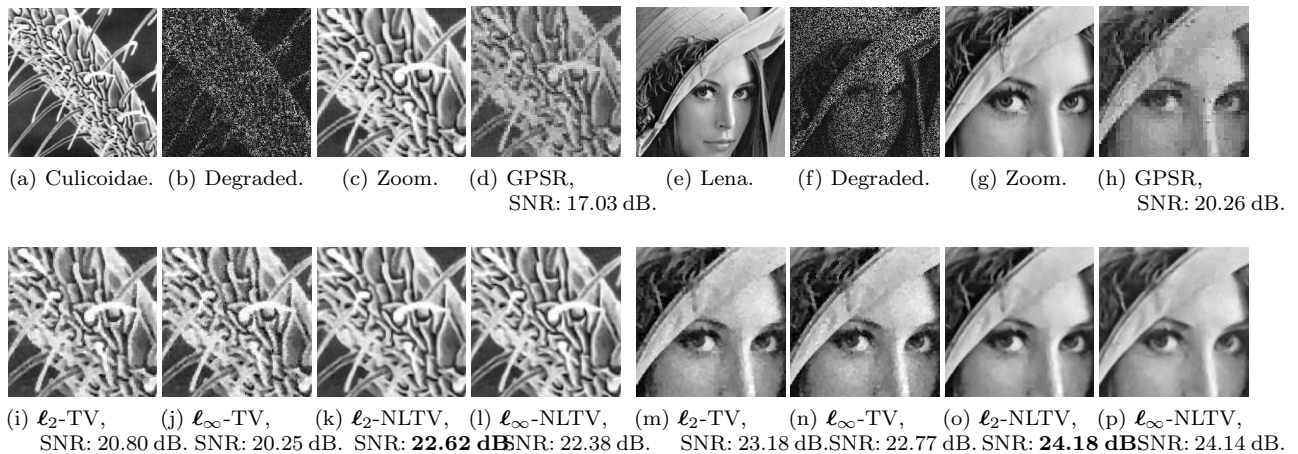 (a) Culicoidae. (b) Degraded. (c) Zoom. (d) GPSR, (e) Lena. (f) Degraded. (g) Zoom. (h) GPSR,
SNR: 17.03 dB. SNR: 20.26 dB.
(i) ℓ₂-TV, (j) ℓ∞-TV, (k) ℓ₂-NLTV, (l) ℓ∞-NLTV, (m) ℓ₂-TV, (n) ℓ∞-TV, (o) ℓ₂-NLTV, (p) ℓ∞-NLTV,
SNR: 20.80 dB. SNR: 20.25 dB. SNR: 22.62 dB. SNR: 22.38 dB. SNR: 23.18 dB. SNR: 22.77 dB. SNR: 24.18 dB. SNR: 24.14 dB.